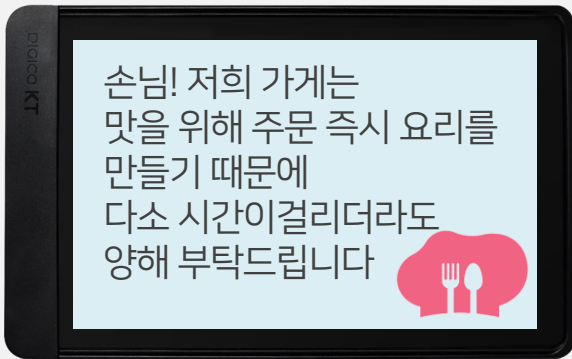 DIGICO KT
손님! 저희 가게는
맛을 위해 주문 즉시 요리를
만들기 때문에
다소 시간이걸리더라도
양해 부탁드립니다